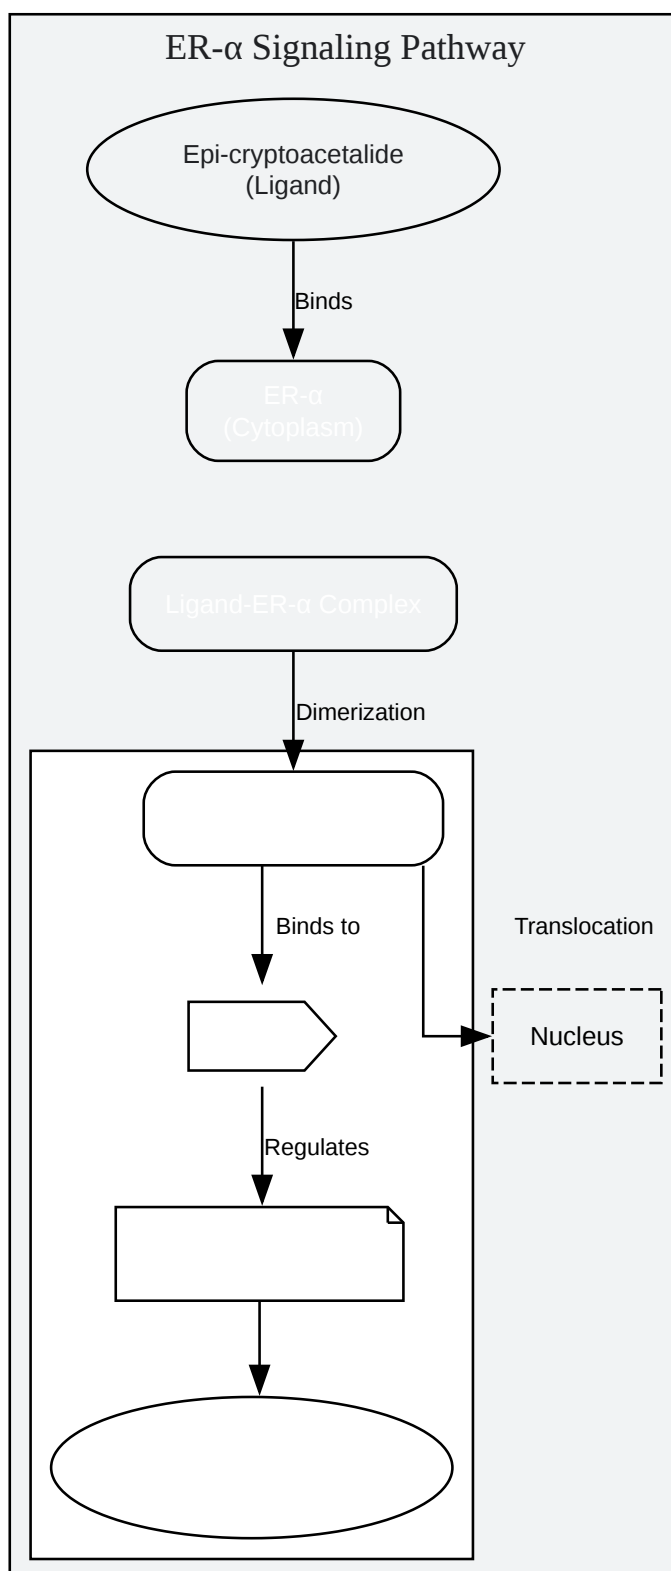 ER-α Signaling Pathway
Epi-cryptoacetalide
(Ligand)
Binds
ER-α
(Cytoplasm)
Ligand-ER-α Complex
Dimerization
Binds to
Translocation
Nucleus
Regulates